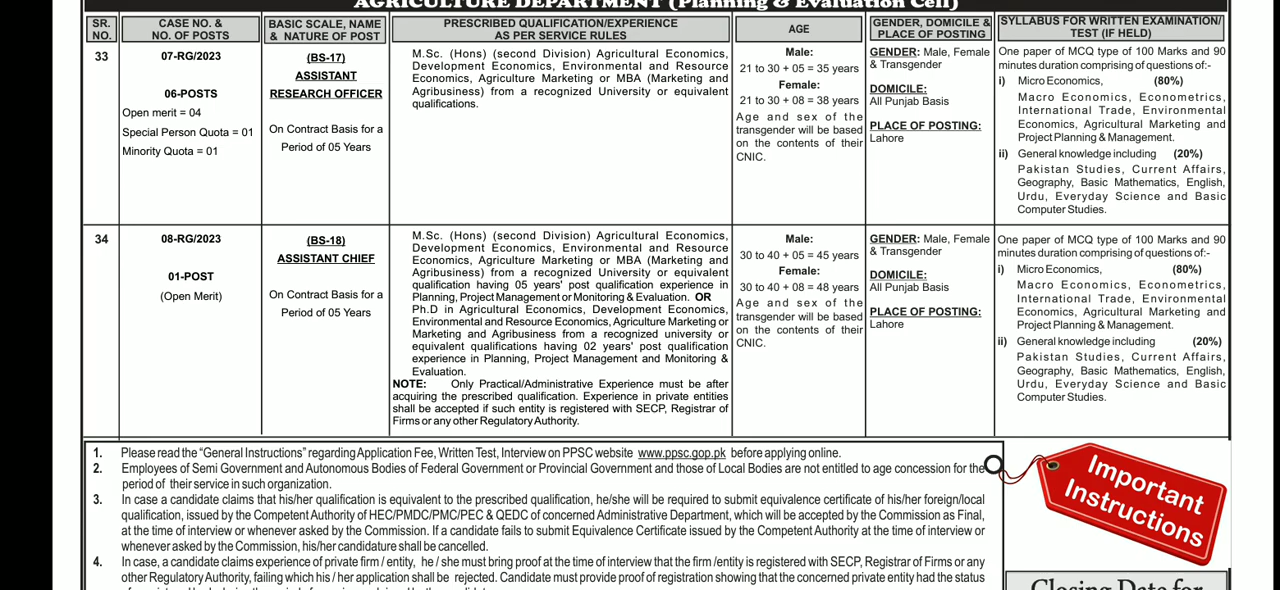 AGRICULTURE DEPARTMENT (Planning & Evaluation Cell)
SR. NO.
CASE NO. & NO. OF POSTS
BASIC SCALE, NAME & NATURE OF POST
PRESCRIBED QUALIFICATION/EXPERIENCE AS PER SERVICE RULES
AGE
GENDER, DOMICILE & PLACE OF POSTING
SYLLABUS FOR WRITTEN EXAMINATION/ TEST (IF HELD)
33
07-RG/2023
06-POSTS
Open merit = 04
Special Person Quota = 01
Minority Quota = 01
(BS-17)
ASSISTANT
RESEARCH OFFICER
On Contract Basis for a
Period of 05 Years
M.Sc. (Hons) (second Division) Agricultural Economics,
Development Economics, Environmental and Resource
Economics, Agriculture Marketing or MBA (Marketing and
Agribusiness) from a recognized University or equivalent
qualifications.
Male:
21 to 30 + 05 = 35 years
Female:
21 to 30 + 08 = 38 years
Age and sex of the
transgender will be based
on the contents of their
CNIC.
GENDER: Male, Female
& Transgender
DOMICILE:
All Punjab Basis
PLACE OF POSTING:
Lahore
One paper of MCQ type of 100 Marks and 90
minutes duration comprising of questions of:-
i) Micro Economics, (80%)
Macro Economics, Econometrics,
International Trade, Environmental
Economics, Agricultural Marketing and
Project Planning & Management.
ii) General knowledge including (20%)
Pakistan Studies, Current Affairs,
Geography, Basic Mathematics, English,
Urdu, Everyday Science and Basic
Computer Studies.
34
08-RG/2023
01-POST
(Open Merit)
(BS-18)
ASSISTANT CHIEF
On Contract Basis for a
Period of 05 Years
M.Sc. (Hons) (second Division) Agricultural Economics,
Development Economics, Environmental and Resource
Economics, Agriculture Marketing or MBA (Marketing and
Agribusiness) from a recognized University or equivalent
qualification having 05 years' post qualification experience in
Planning, Project Management or Monitoring & Evaluation. OR
Ph.D in Agricultural Economics, Development Economics,
Environmental and Resource Economics, Agriculture Marketing or
Marketing and Agribusiness from a recognized university or
equivalent qualifications having 02 years' post qualification
experience in Planning, Project Management and Monitoring &
Evaluation.
NOTE: Only Practical/Administrative Experience must be after
acquiring the prescribed qualification. Experience in private entities
shall be accepted if such entity is registered with SECP, Registrar of
Firms or any other Regulatory Authority.
Male:
30 to 40 + 05 = 45 years
Female:
30 to 40 + 08 = 48 years
Age and sex of the
transgender will be based
on the contents of their
CNIC.
GENDER: Male, Female
& Transgender
DOMICILE:
All Punjab Basis
PLACE OF POSTING:
Lahore
One paper of MCQ type of 100 Marks and 90
minutes duration comprising of questions of:-
i) Micro Economics, (80%)
Macro Economics, Econometrics,
International Trade, Environmental
Economics, Agricultural Marketing and
Project Planning & Management.
ii) General knowledge including (20%)
Pakistan Studies, Current Affairs,
Geography, Basic Mathematics, English,
Urdu, Everyday Science and Basic
Computer Studies.
1. Please read the “General Instructions” regarding Application Fee, Written Test, Interview on PPSC website www.ppsc.gop.pk before applying online.
2. Employees of Semi Government and Autonomous Bodies of Federal Government or Provincial Government and those of Local Bodies are not entitled to age concession for the
period of their service in such organization.
3. In case a candidate claims that his/her qualification is equivalent to the prescribed qualification, he/she will be required to submit equivalence certificate of his/her foreign/local
qualification, issued by the Competent Authority of HEC/PMDC/PMC/PEC & QEDC of concerned Administrative Department, which will be accepted by the Commission as Final,
at the time of interview or whenever asked by the Commission. If a candidate fails to submit Equivalence Certificate issued by the Competent Authority at the time of interview or
whenever asked by the Commission, his/her candidature shall be cancelled.
4. In case, a candidate claims experience of private firm / entity, he / she must bring proof at the time of interview that the firm /entity is registered with SECP, Registrar of Firms or any
other Regulatory Authority, failing which his / her application shall be rejected. Candidate must provide proof of registration showing that the concerned private entity had the status
Important
Instructions
Closing Date for